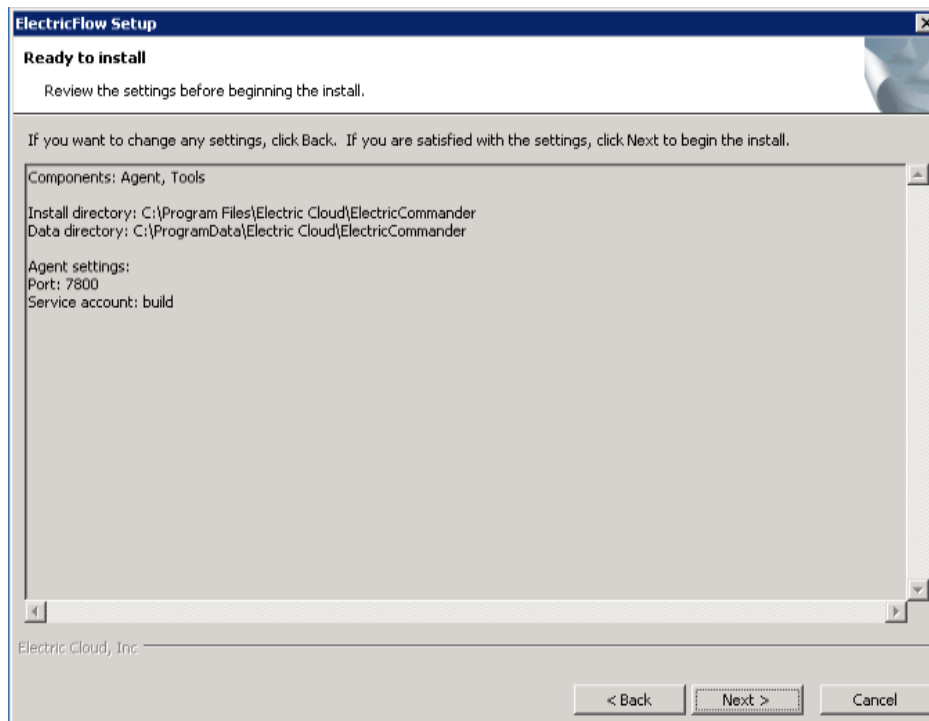 ElectricFlow Setup
Ready to install
Review the settings before beginning the install.
If you want to change any settings, click Back.  If you are satisfied with the settings, click Next to begin the install.
Components: Agent, Tools
Install directory: C:\Program Files\Electric Cloud\ElectricCommander
Data directory: C:\ProgramData\Electric Cloud\ElectricCommander
Agent settings:
Port: 7800
Service account: build
Electric Cloud, Inc
< Back
Next >
Cancel